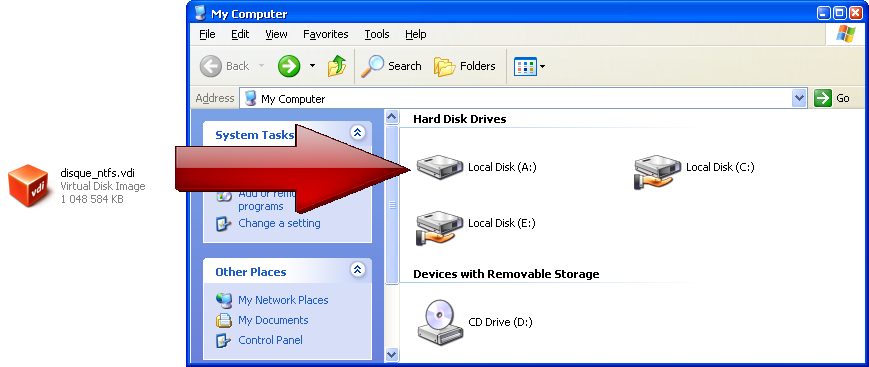 My Computer
File Edit View Favorites Tools Help
Back Search Folders
Address My Computer Go
System Tasks
Add or remove
programs
Change a setting
Other Places
My Network Places
My Documents
Control Panel
Hard Disk Drives
Local Disk (A:) Local Disk (C:)
Local Disk (E:)
Devices with Removable Storage
CD Drive (D:)
vdi
disque_ntfs.vdi
Virtual Disk Image
1 048 584 KB